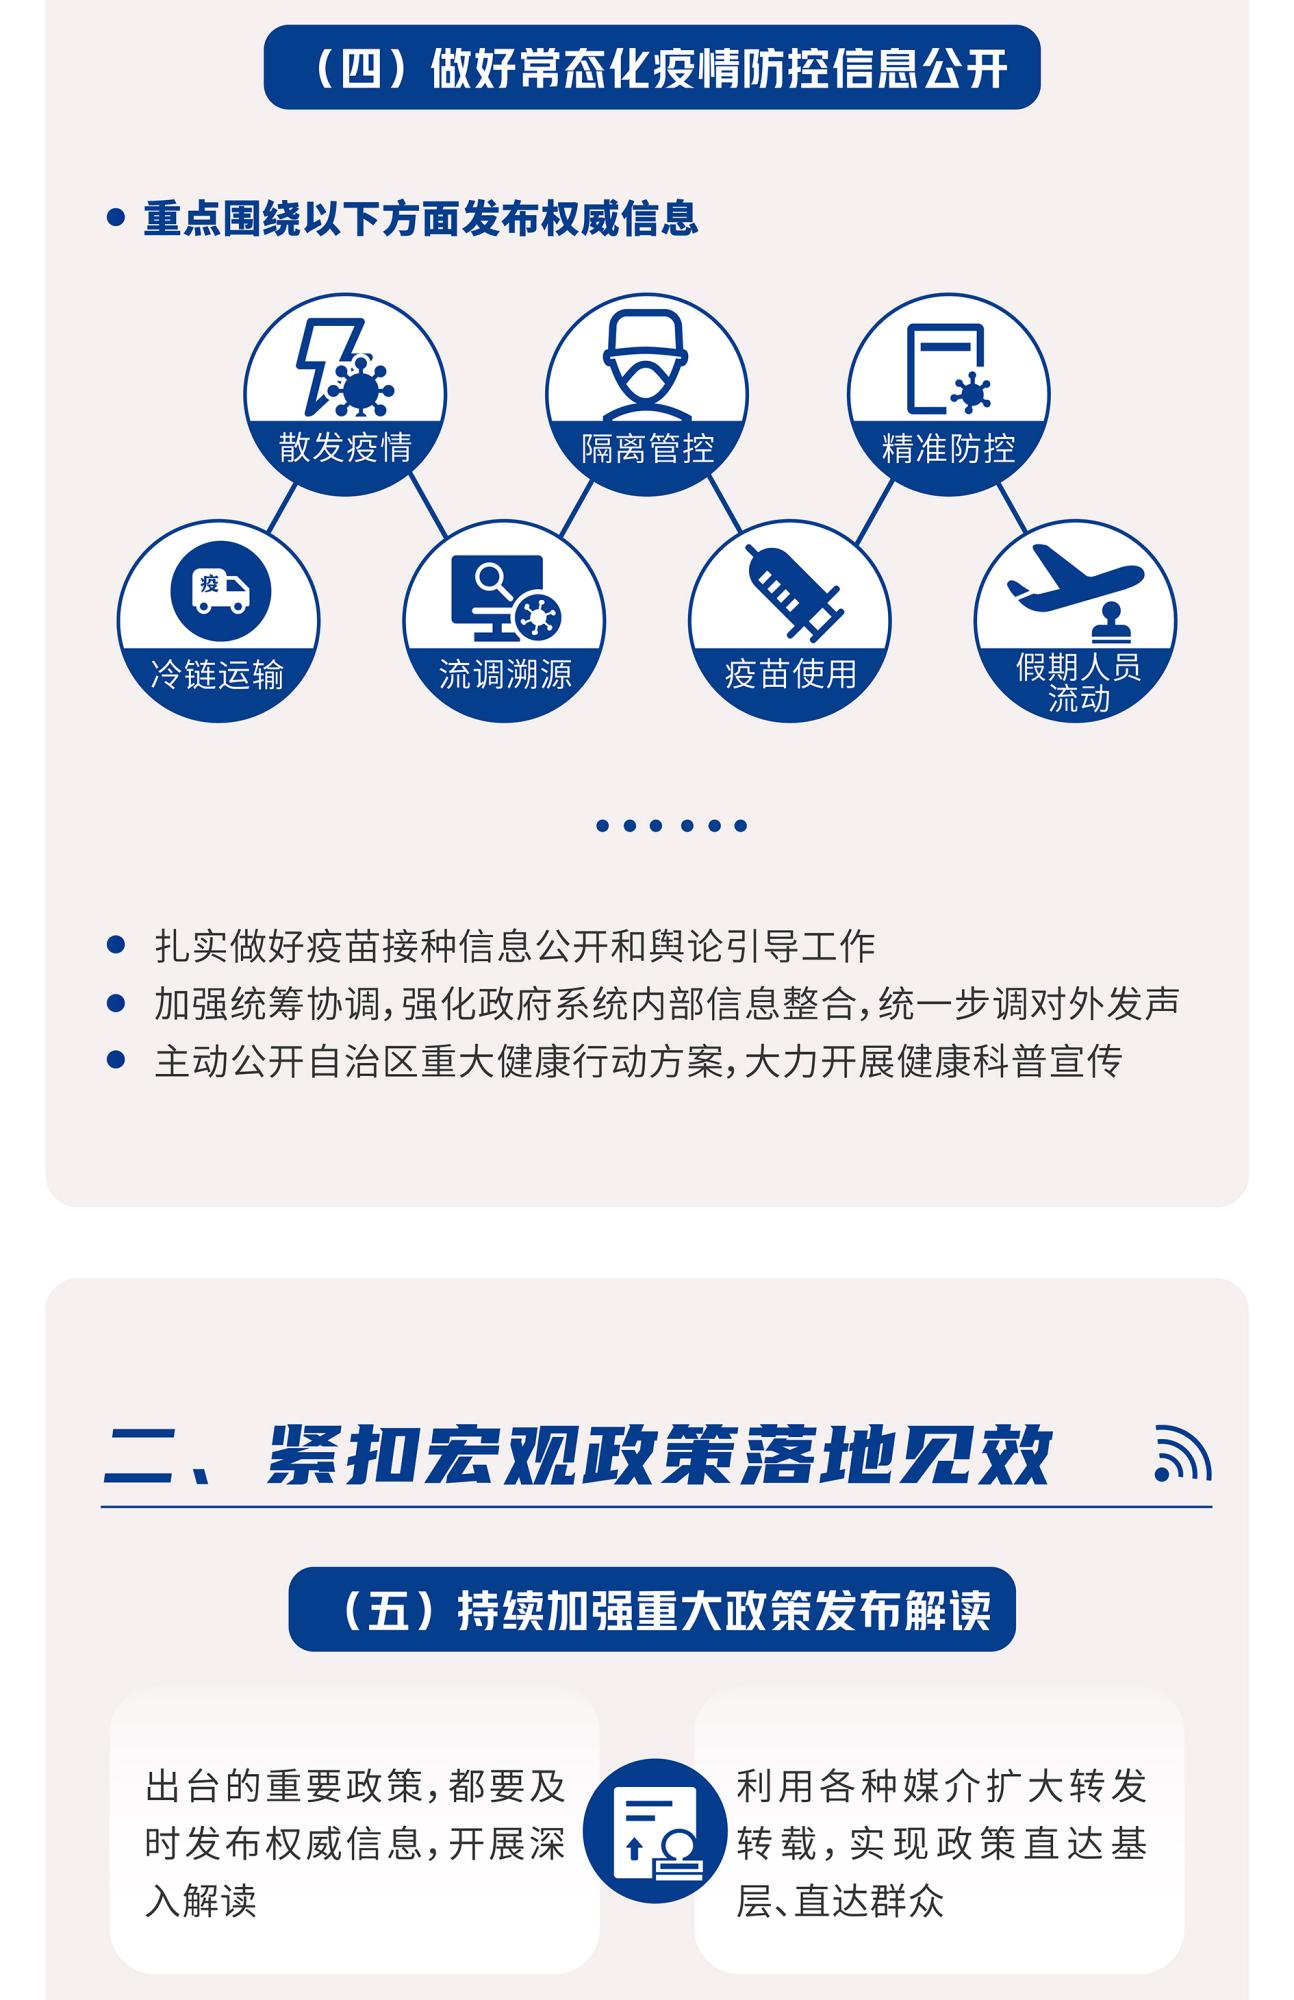 （四）做好常态化疫情防控信息公开
重点围绕以下方面发布权威信息
散发疫情
隔离管控
精准防控
疫
冷链运输
流调溯源
疫苗使用
假期人员
流动
……
扎实做好疫苗接种信息公开和舆论引导工作
加强统筹协调，强化政府系统内部信息整合，统一步调对外发声
主动公开自治区重大健康行动方案，大力开展健康科普宣传
二、紧扣宏观政策落地见效
（五）持续加强重大政策发布解读
出台的重要政策，都要及
时发布权威信息，开展深
入解读
利用各种媒介扩大转发
转载，实现政策直达基
层、直达群众